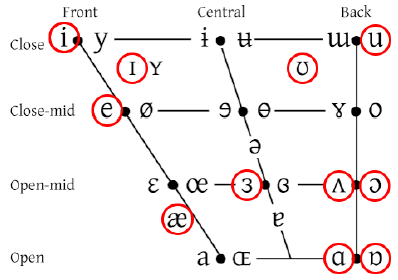 Front Central Back
Close i y ɨ ʉ ɯ u
ɪ ʏ ʊ
Close-mid e ø ɘ ɵ ɤ o
ə
Open-mid ɛ œ ɜ ɞ ʌ ɔ
æ ɐ
Open a ɶ ɑ ɒ